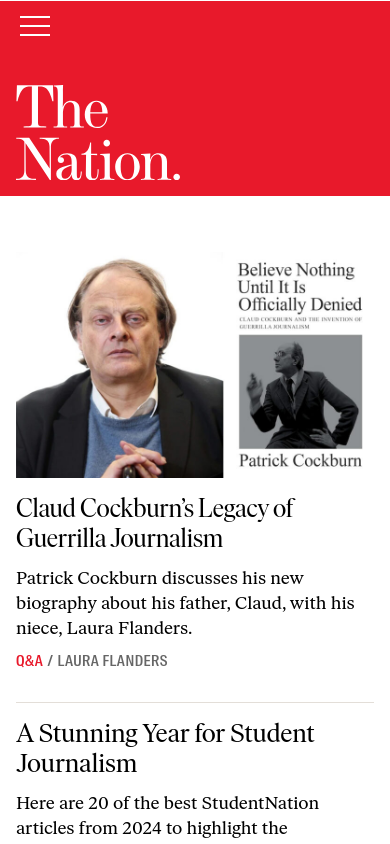 The
Nation.
Believe Nothing
Until It Is
Officially Denied
CLAUD COCKBURN AND THE INVENTION OF
GUERRILLA JOURNALISM
Patrick Cockburn
Claud Cockburn’s Legacy of
Guerrilla Journalism
Patrick Cockburn discusses his new
biography about his father, Claud, with his
niece, Laura Flanders.
Q&A / LAURA FLANDERS
A Stunning Year for Student
Journalism
Here are 20 of the best StudentNation
articles from 2024 to highlight the